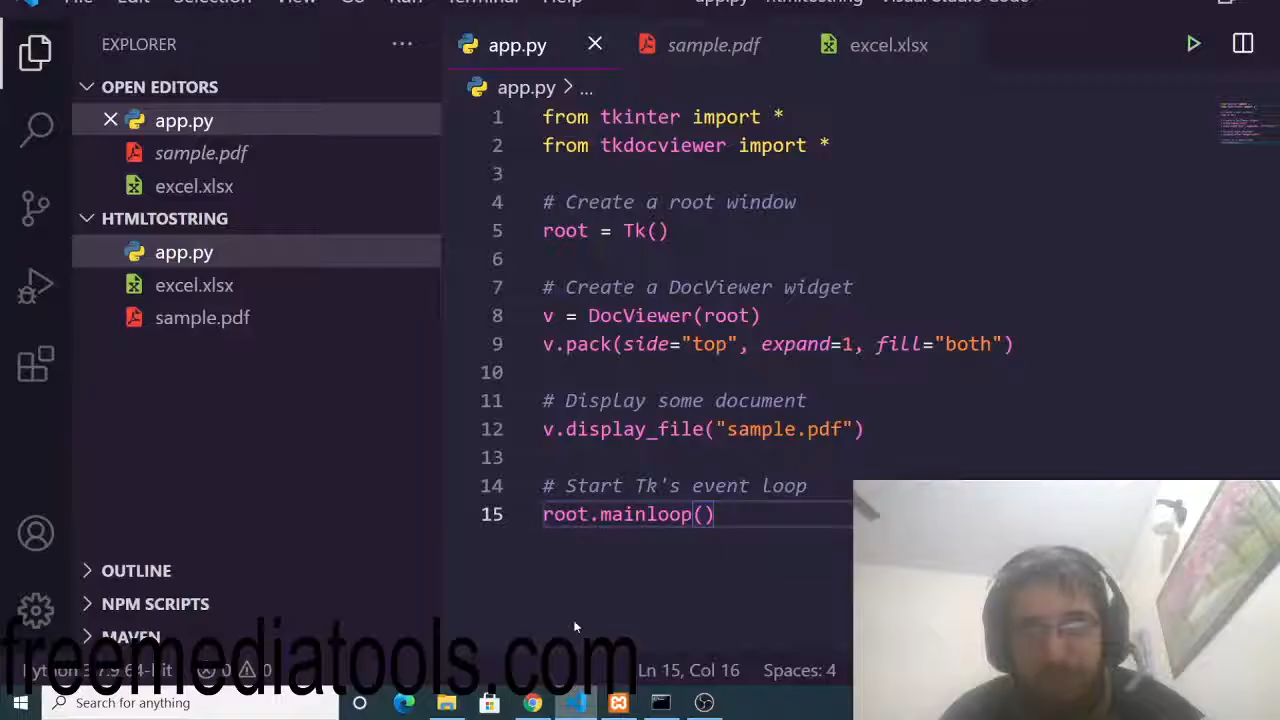 EXPLORER
app.py
sample.pdf
excel.xlsx
OPEN EDITORS
app.py
sample.pdf
excel.xlsx
HTMLTOSTRING
app.py
excel.xlsx
sample.pdf
OUTLINE
NPM SCRIPTS
MAVEN
app.py > ...
1 from tkinter import *
2 from tkdocviewer import *
3
4 # Create a root window
5 root = Tk()
6
7 # Create a DocViewer widget
8 v = DocViewer(root)
9 v.pack(side="top", expand=1, fill="both")
10
11 # Display some document
12 v.display_file("sample.pdf")
13
14 # Start Tk's event loop
15 root.mainloop()
freemediatools.com
0 0
Ln 15, Col 16
Spaces: 4
Search for anything